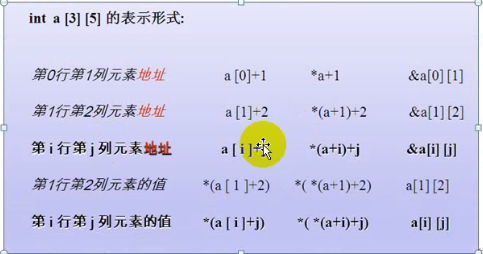 int a [3] [5] 的表示形式:
第0行第1列元素地址 a [0]+1 *a+1 &a[0] [1]
第1行第2列元素地址 a [1]+2 *(a+1)+2 &a[1] [2]
第 i 行第 j 列元素地址 a [ i ]+ *(a+i)+j &a[i] [j]
第1行第2列元素的值 *(a [ 1 ]+2) *( *(a+1)+2) a[1] [2]
第 i 行第 j 列元素的值 *(a [ i ]+j) *( *(a+i)+j) a[i] [j]